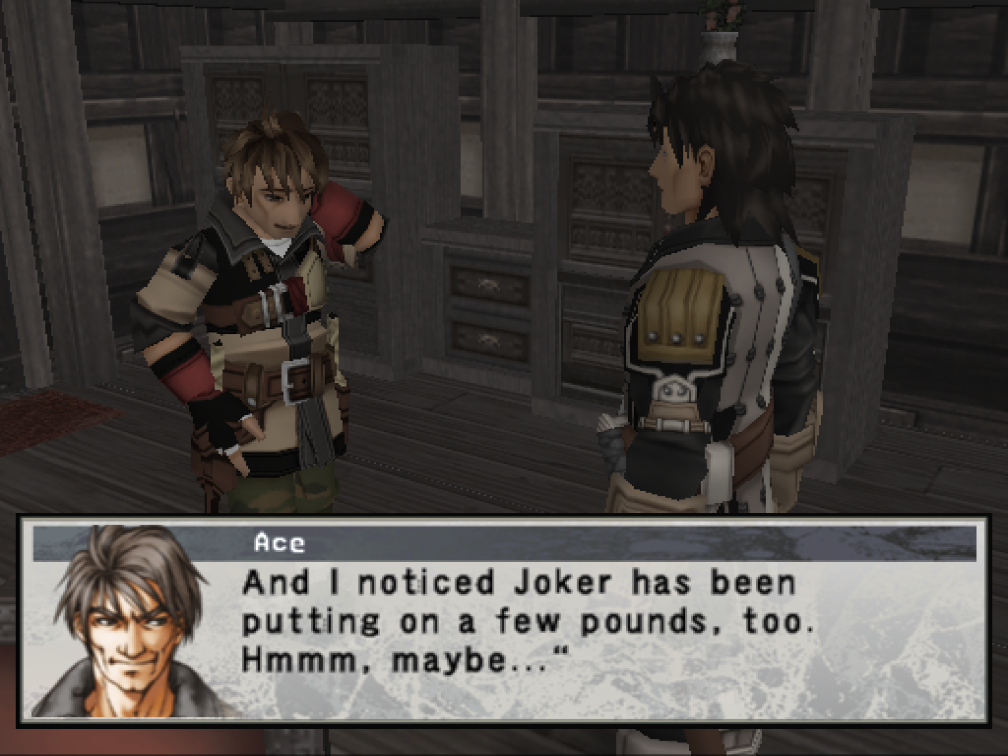 Ace
And I noticed Joker has been
putting on a few pounds, too.
Hmmm, maybe...“